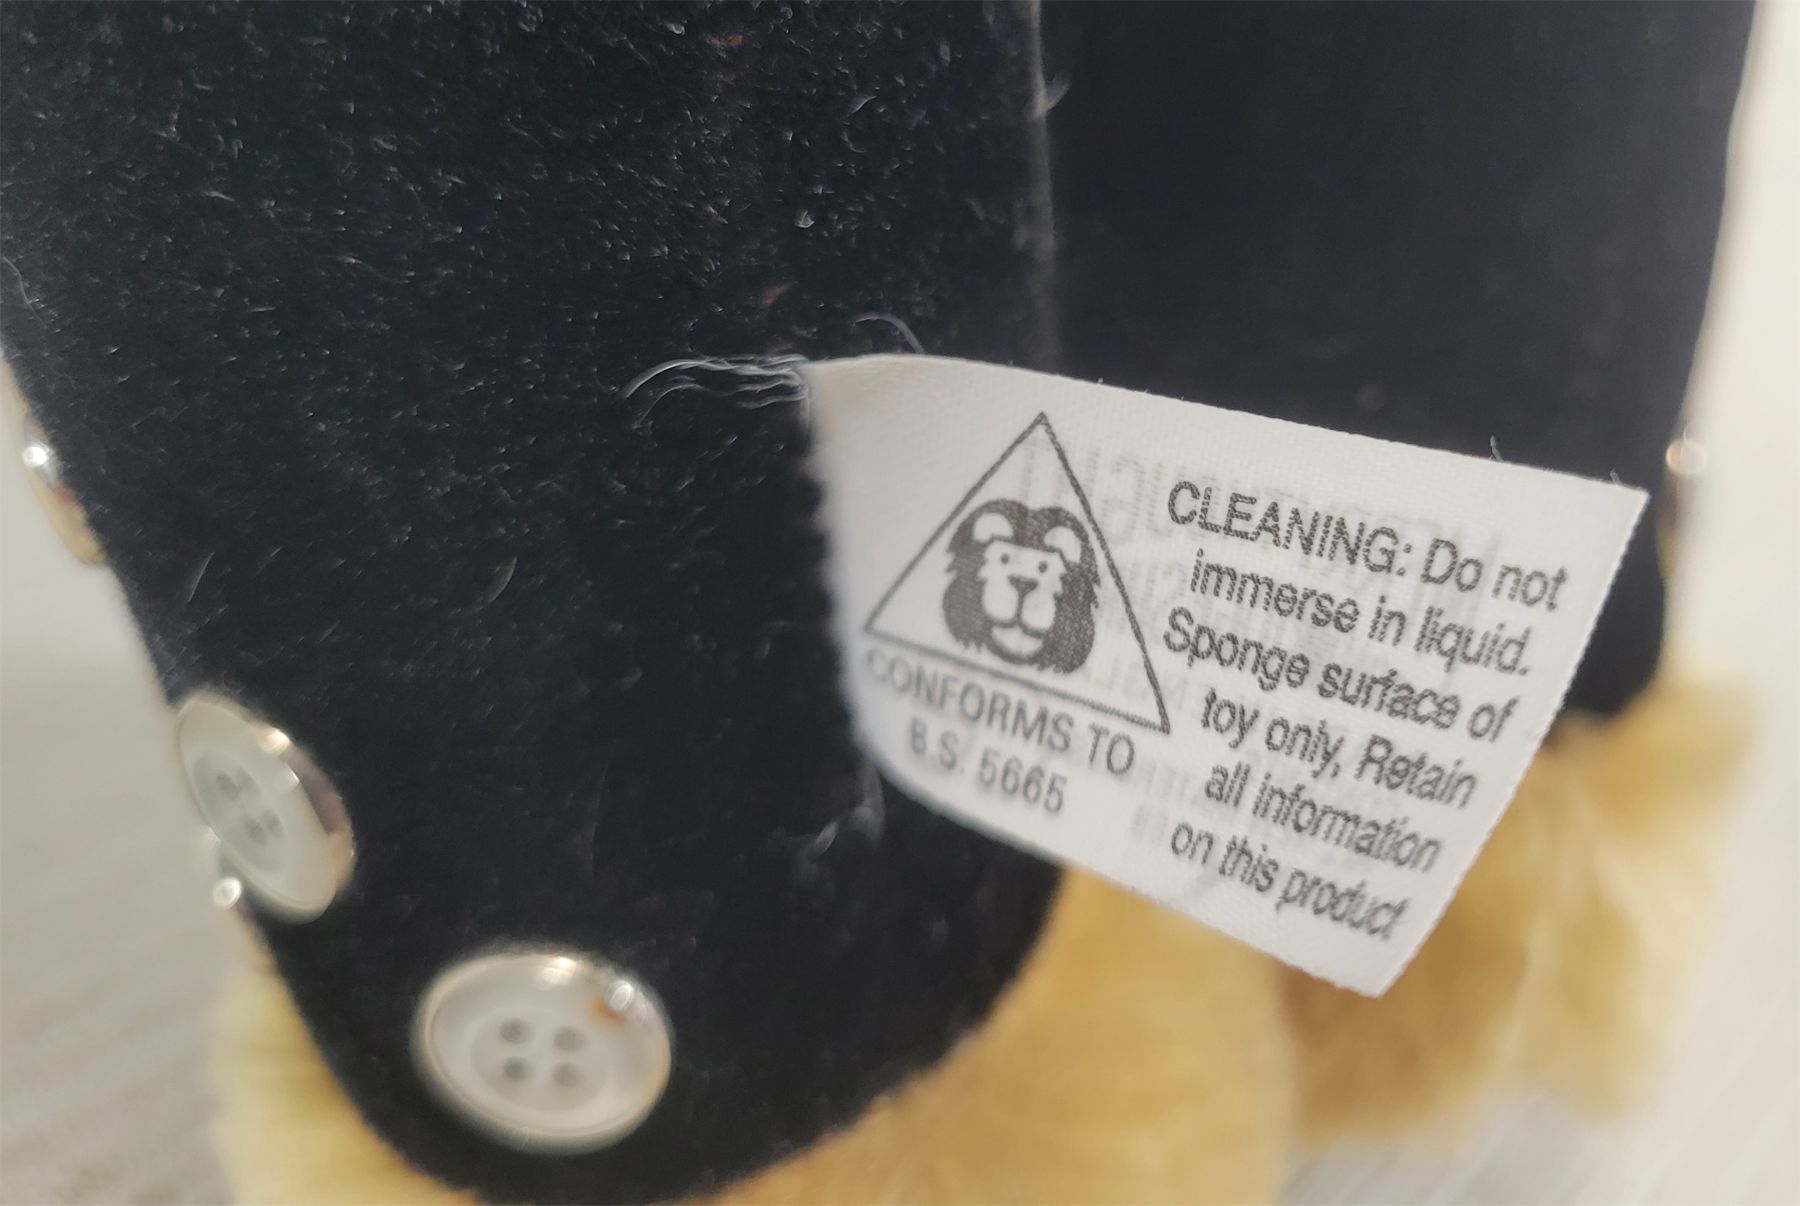 CLEANING: Do not
immerse in liquid.
Sponge surface of
toy only, Retain
all information
on this product
CONFORMS TO
B.S. 5665